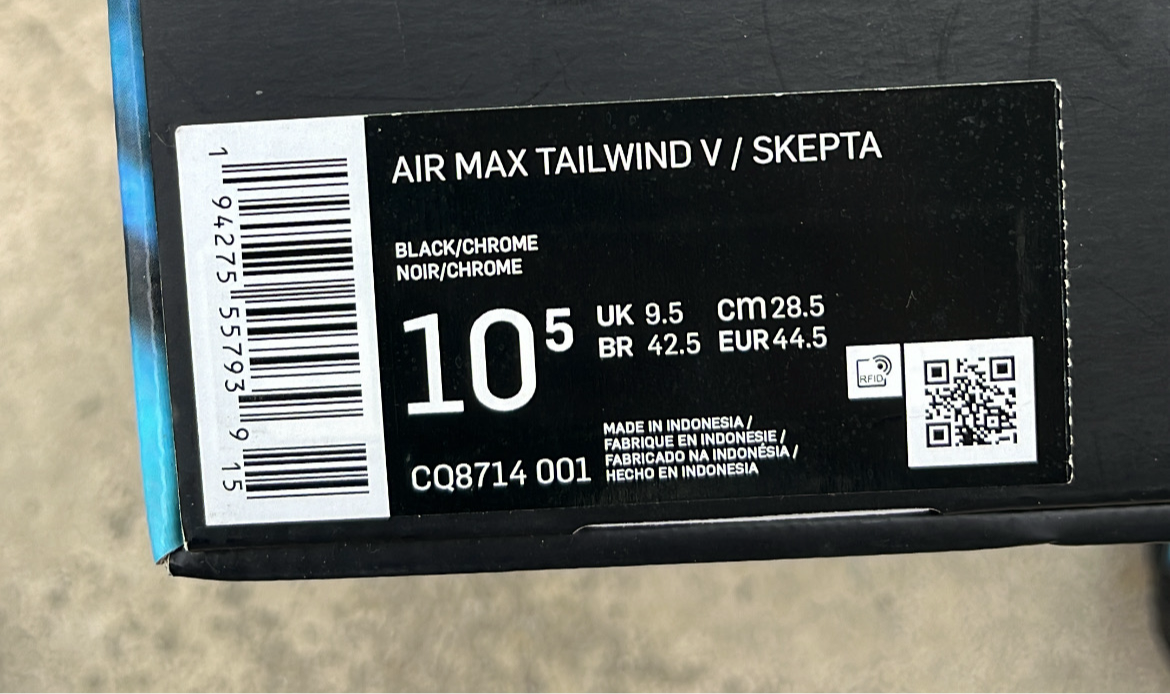 1 94275 55793 9 15
AIR MAX TAILWIND V / SKEPTA
BLACK/CHROME
NOIR/CHROME
10⁵
UK 9.5 cm 28.5
BR 42.5 EUR 44.5
RFID
MADE IN INDONESIA /
FABRIQUE EN INDONESIE /
FABRICADO NA INDONÉSIA /
HECHO EN INDONESIA
CQ8714 001